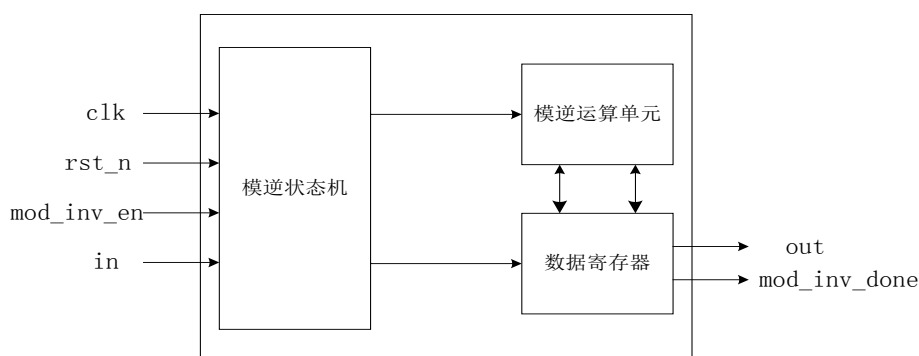 clk
rst_n
mod_inv_en
in
模逆状态机
模逆运算单元
数据寄存器
out
mod_inv_done